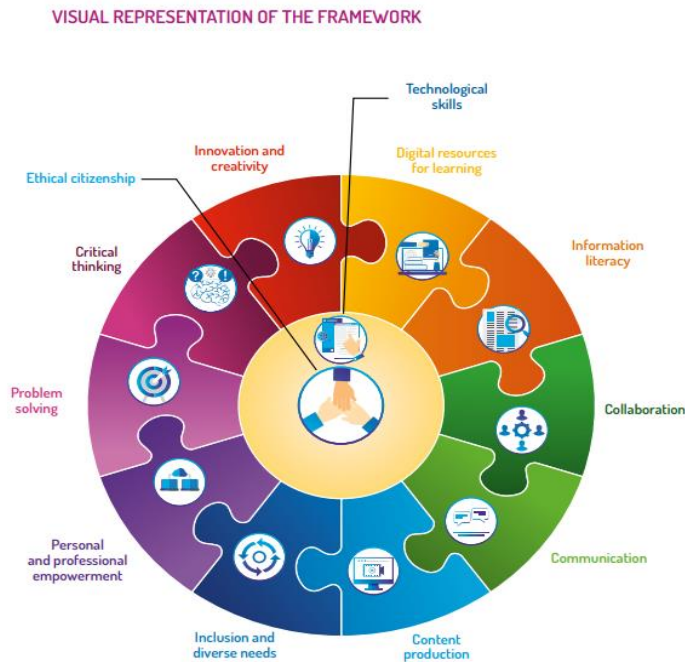 VISUAL REPRESENTATION OF THE FRAMEWORK
Technological
skills
Innovation and
creativity
Digital resources
for learning
Ethical citizenship
Critical
thinking
Information
literacy
Problem
solving
Collaboration
Personal
and professional
empowerment
Communication
Inclusion and
diverse needs
Content
production
? !